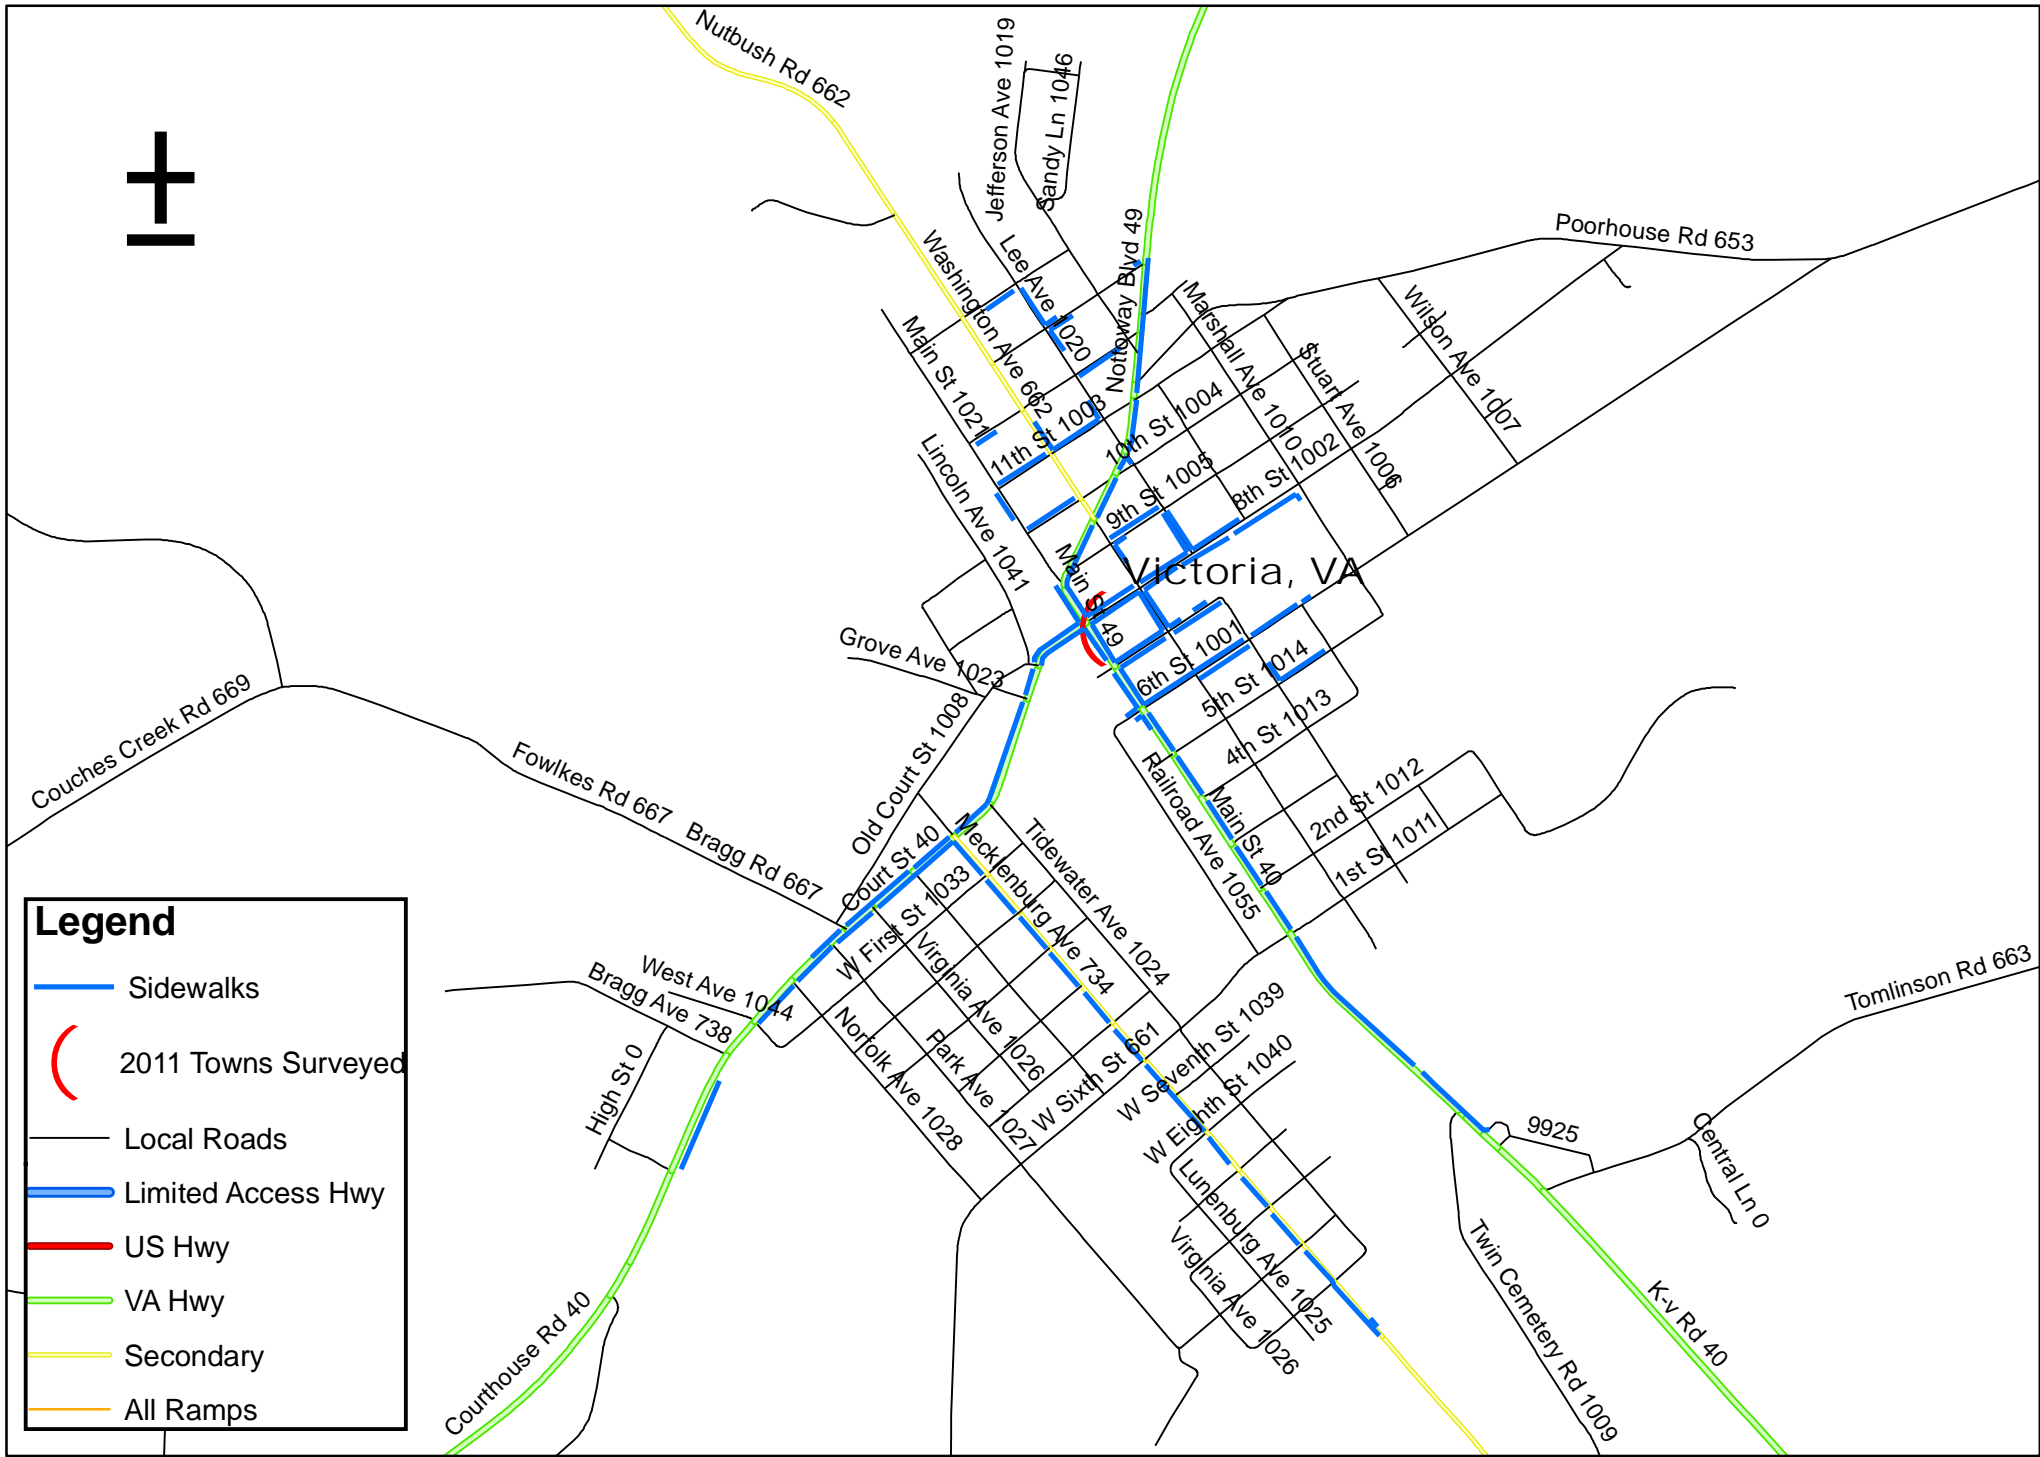 Nutbush Rd 662
Jefferson Ave 1019
Sandy Ln 1046
±
Poorhouse Rd 653
Nottoway Blvd 49
Washington Ave 662
Lee Ave 1020
Main St 1021
Marshall Ave 1010
Stuart Ave 1006
Wilson Ave 1007
11th St 1003
10th St 1004
9th St 1005
8th St 1002
Lincoln Ave 1041
Main St 49
Victoria, VA
Grove Ave 1023
6th St 1001
5th St 1014
4th St 1013
Couches Creek Rd 669
Fowlkes Rd 667
Bragg Rd 667
Old Court St 1008
Railroad Ave 1055
Main St 40
2nd St 1012
1st St 1011
Court St 40
Mecklenburg Ave 734
Tidewater Ave 1024
W First St 1033
Virginia Ave 1026
West Ave 1044
Bragg Ave 738
High St 0
Norfolk Ave 1028
Park Ave 1027
W Sixth St 661
W Seventh St 1039
W Eighth St 1040
Lunenburg Ave 1025
Virginia Ave 1026
Tomlinson Rd 663
9925
Central Ln 0
Twin Cemetery Rd 1009
K-v Rd 40
Courthouse Rd 40
Legend
Sidewalks
2011 Towns Surveyed
Local Roads
Limited Access Hwy
US Hwy
VA Hwy
Secondary
All Ramps